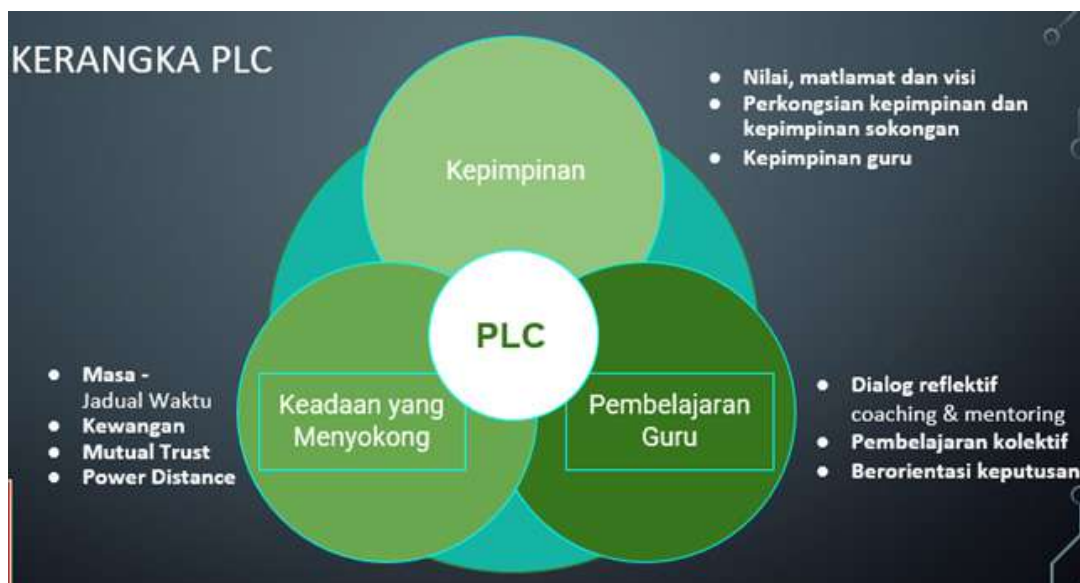 KERANGKA PLC
Kepimpinan
● Nilai, matlamat dan visi
● Perkongsian kepimpinan dan
kepimpinan sokongan
● Kepimpinan guru
PLC
● Masa -
Jadual Waktu
● Kewangan
● Mutual Trust
● Power Distance
Keadaan yang
Menyokong
Pembelajaran
Guru
● Dialog reflektif
coaching & mentoring
● Pembelajaran kolektif
● Berorientasi keputusan